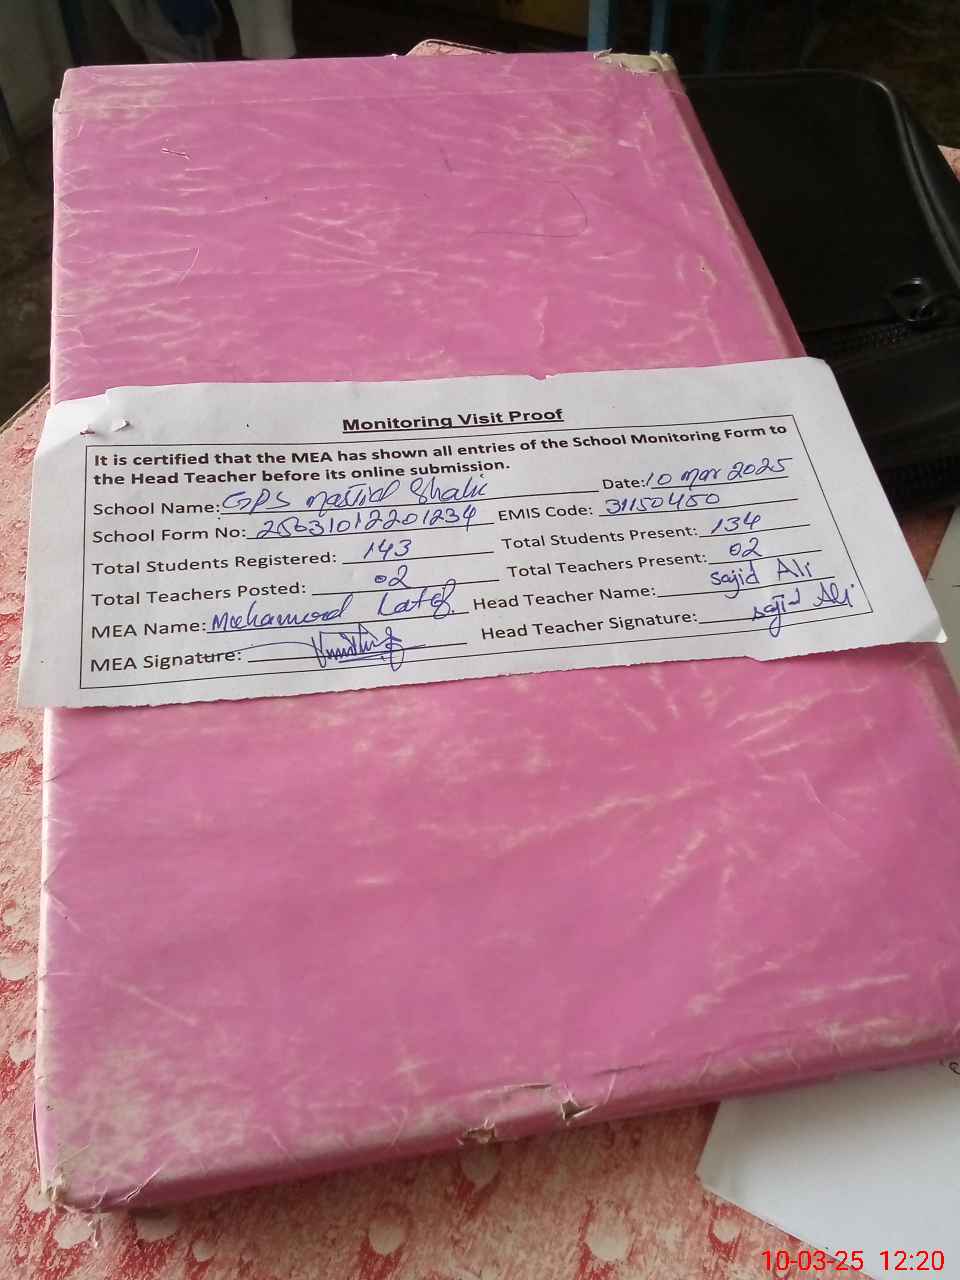 Monitoring Visit Proof
It is certified that the MEA has shown all entries of the School Monitoring Form to
the Head Teacher before its online submission.
School Name: GPS Masjid Date: 10 Mar 2025
School Form No: 25631012201234 EMIS Code: 31150450
Total Students Registered: 143 Total Students Present: 134
Total Teachers Posted: 02 Total Teachers Present: 02
MEA Name: Head Teacher Name: Sajid Ali
MEA Signature: Head Teacher Signature: Sajid Ali
10-03-25 12:20